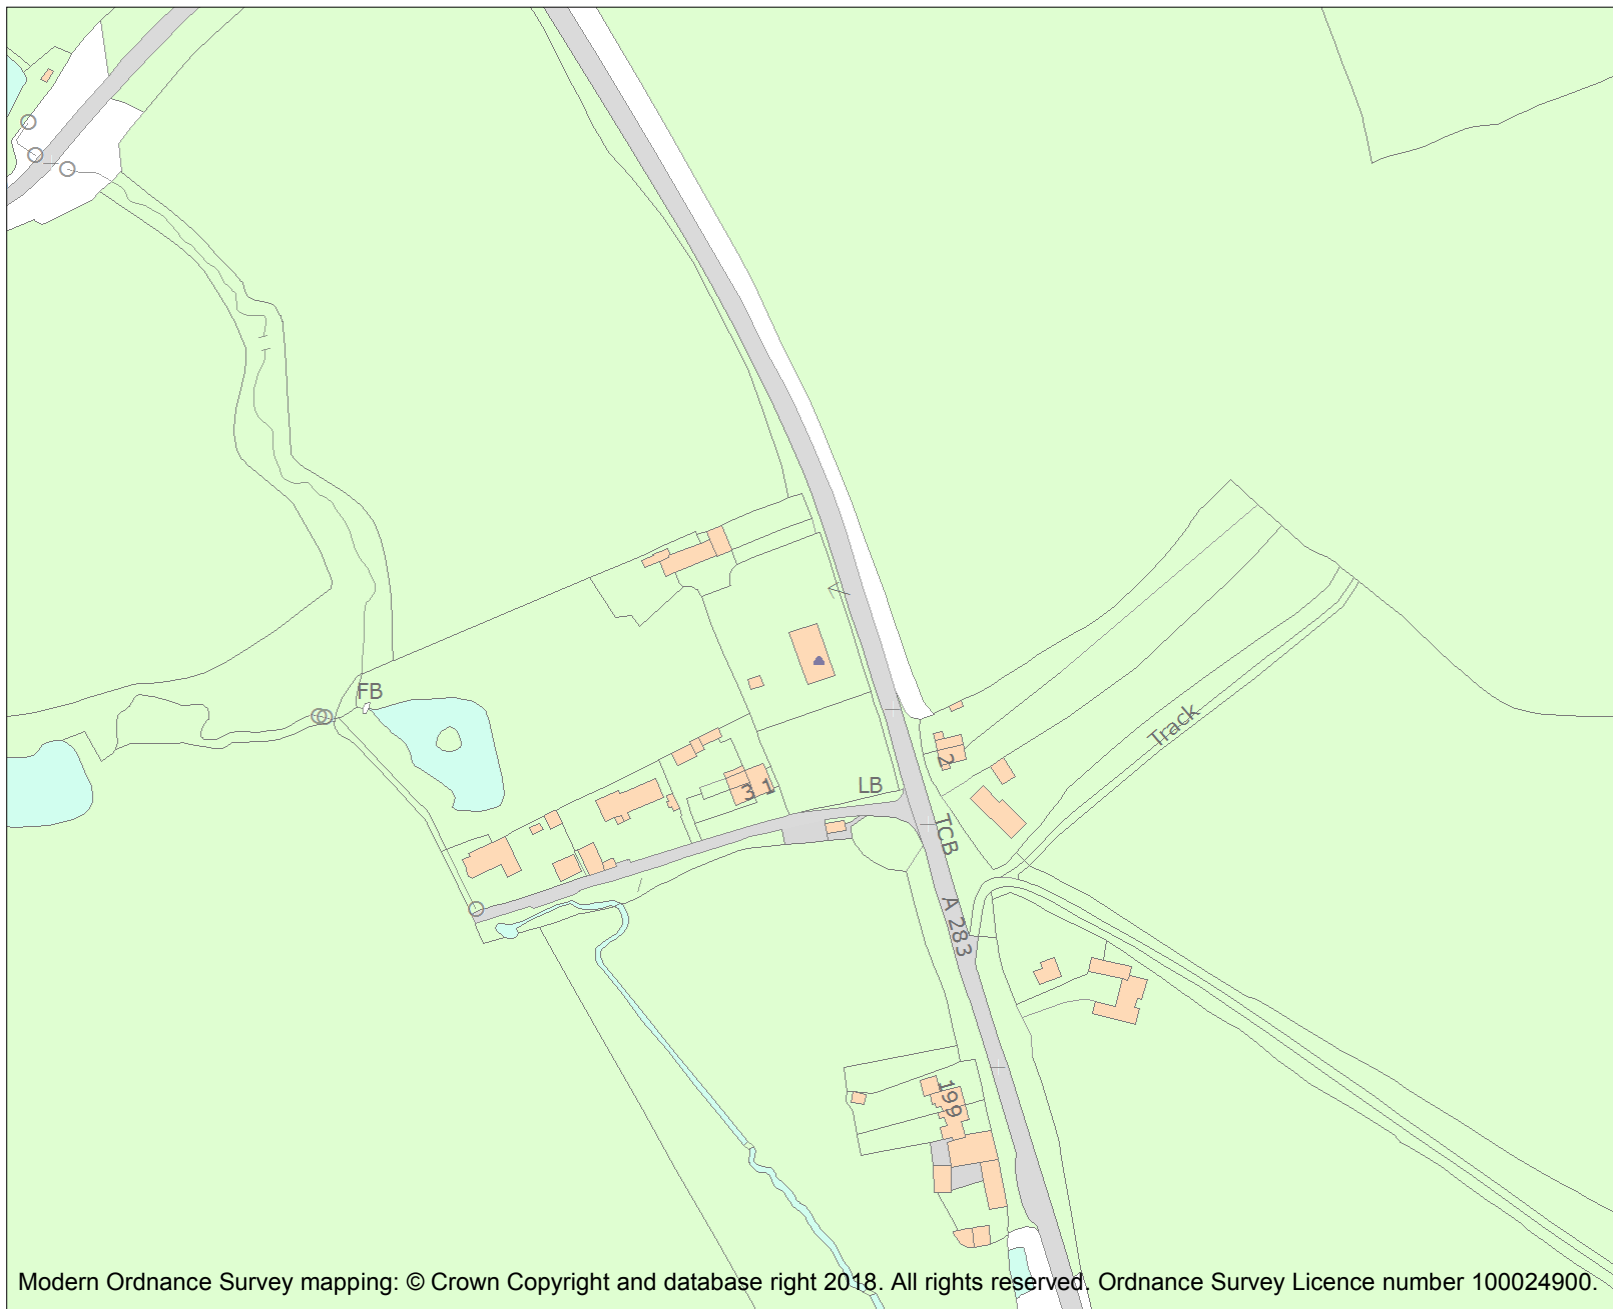 FB
Track
2
3 1
LB
TCB
A 283
199
Modern Ordnance Survey mapping: © Crown Copyright and database right 2018. All rights reserved. Ordnance Survey Licence number 100024900.